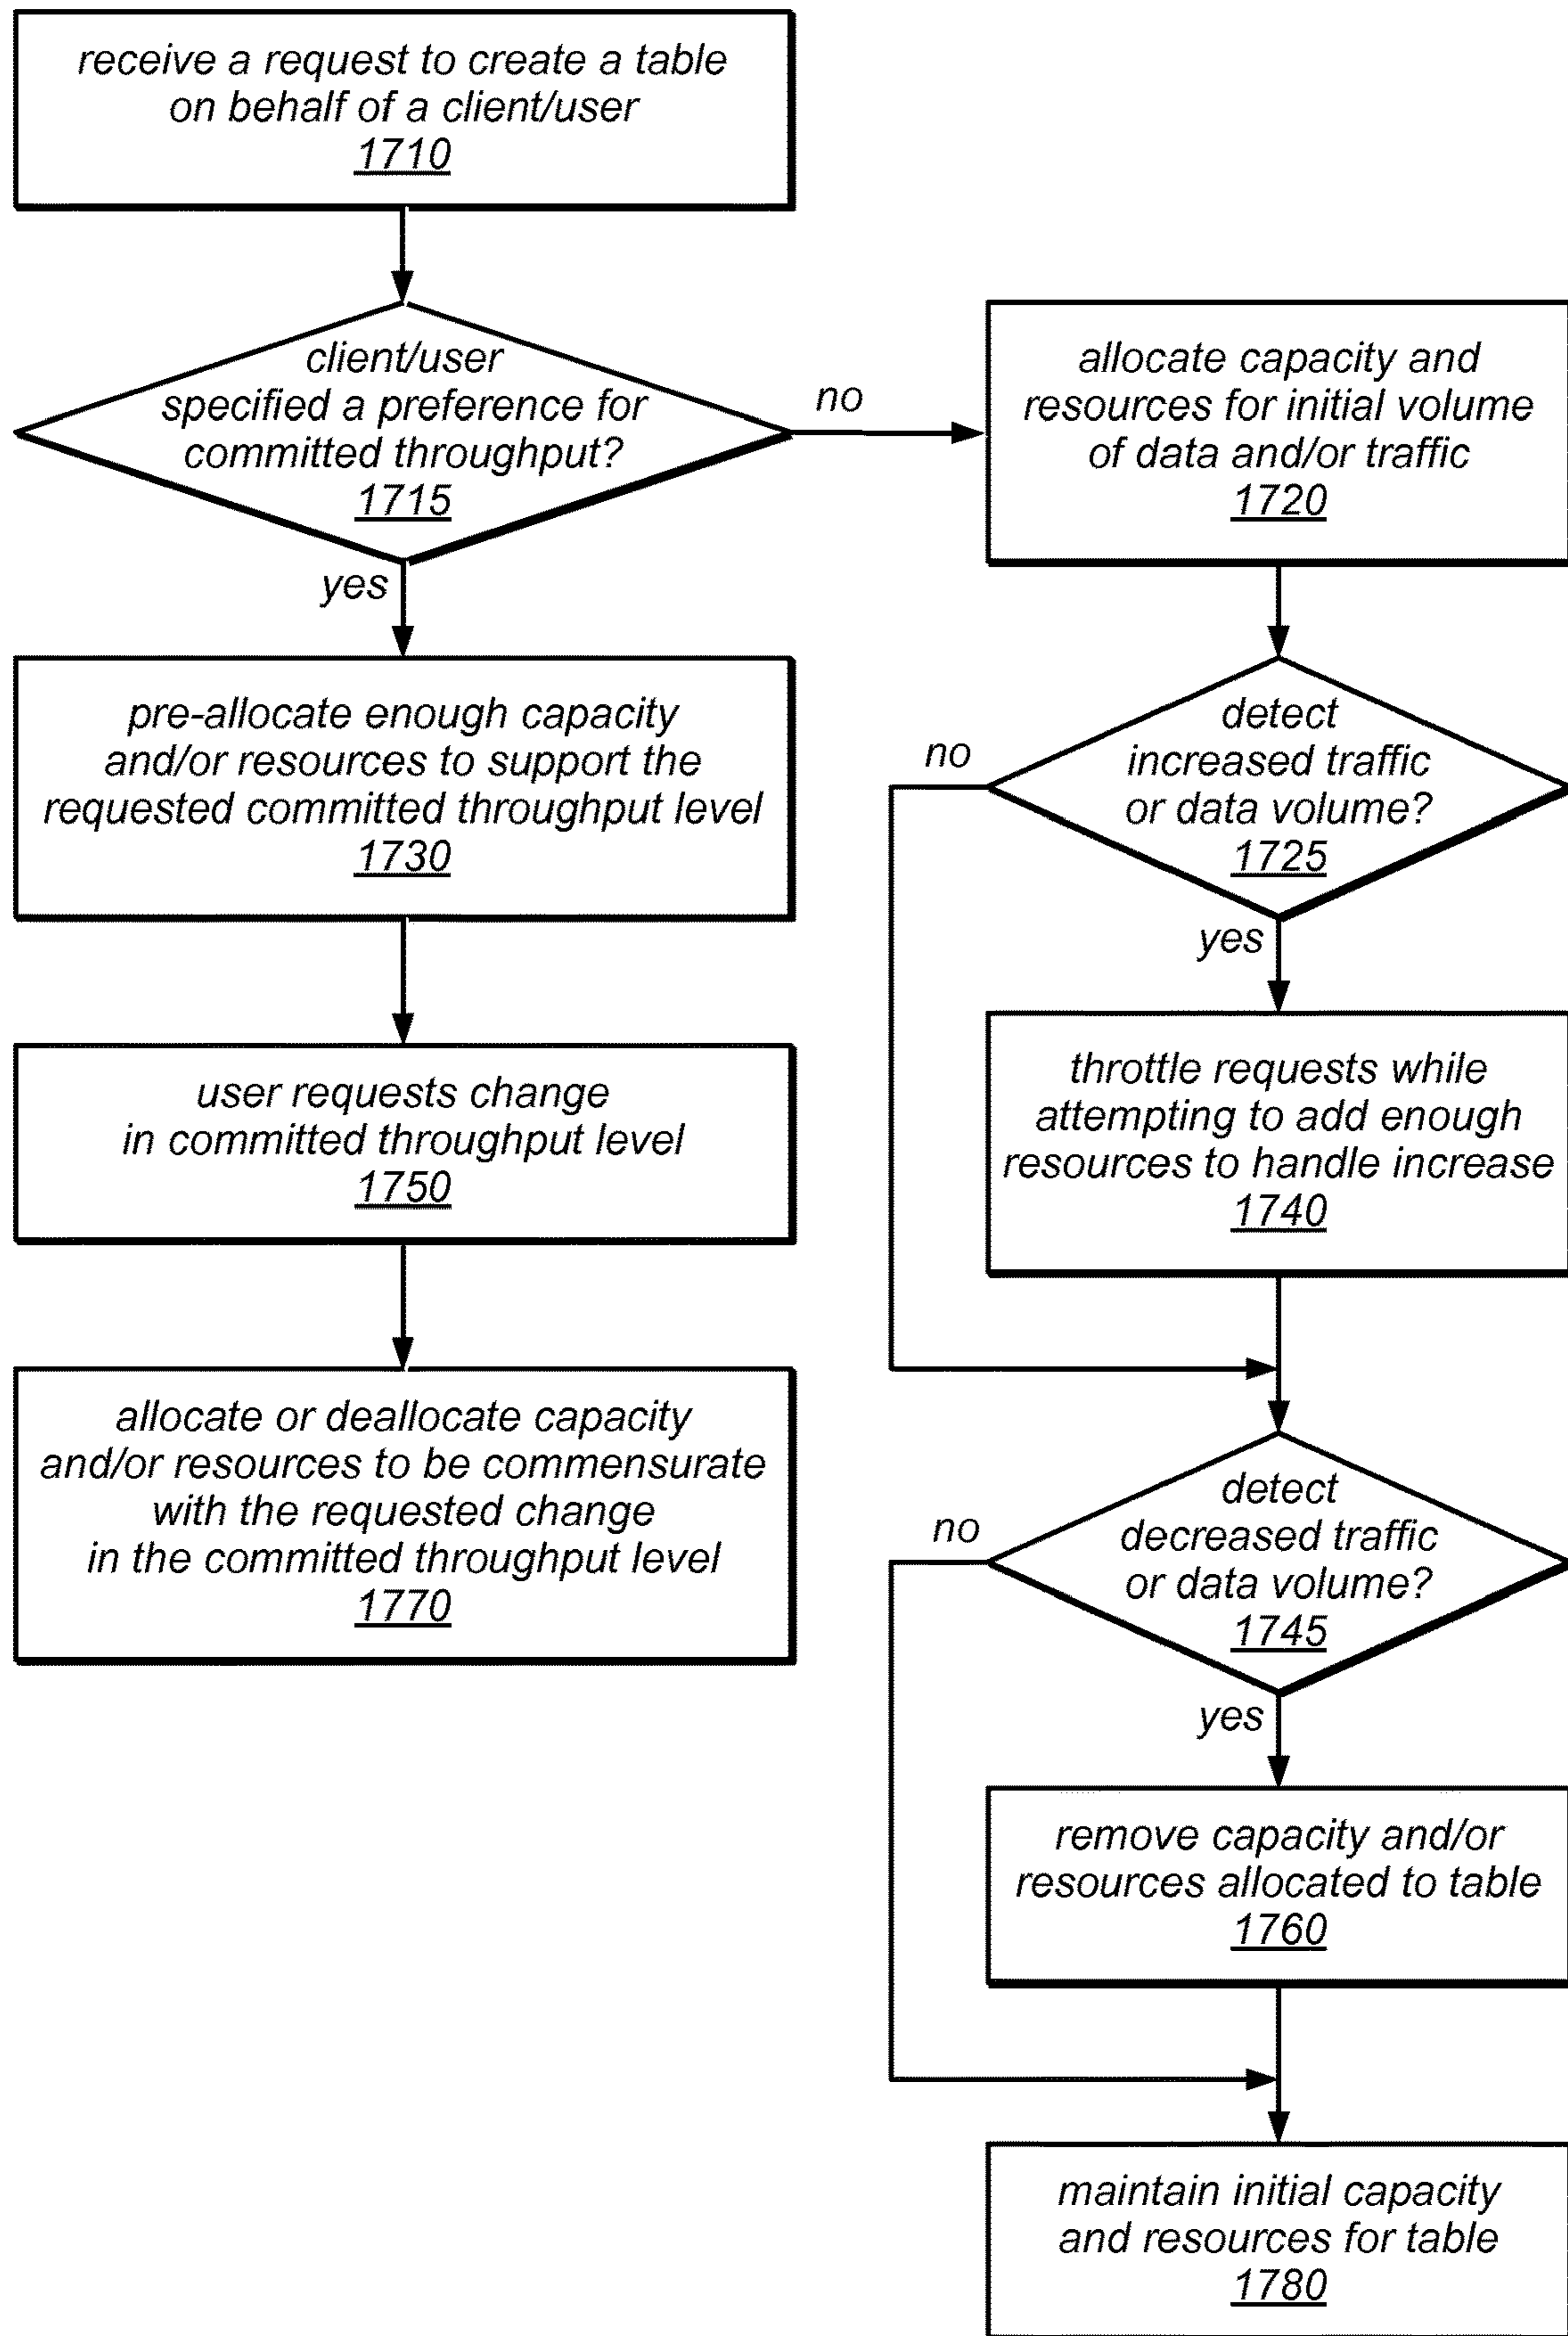 receive a request to create a table
on behalf of a client/user
1710
client/user
specified a preference for
committed throughput?
1715
no
yes
allocate capacity and
resources for initial volume
of data and/or traffic
1720
pre-allocate enough capacity
and/or resources to support the
requested committed throughput level
1730
detect
increased traffic
or data volume?
1725
no
yes
user requests change
in committed throughput level
1750
throttle requests while
attempting to add enough
resources to handle increase
1740
allocate or deallocate capacity
and/or resources to be commensurate
with the requested change
in the committed throughput level
1770
detect
decreased traffic
or data volume?
1745
no
yes
remove capacity and/or
resources allocated to table
1760
maintain initial capacity
and resources for table
1780